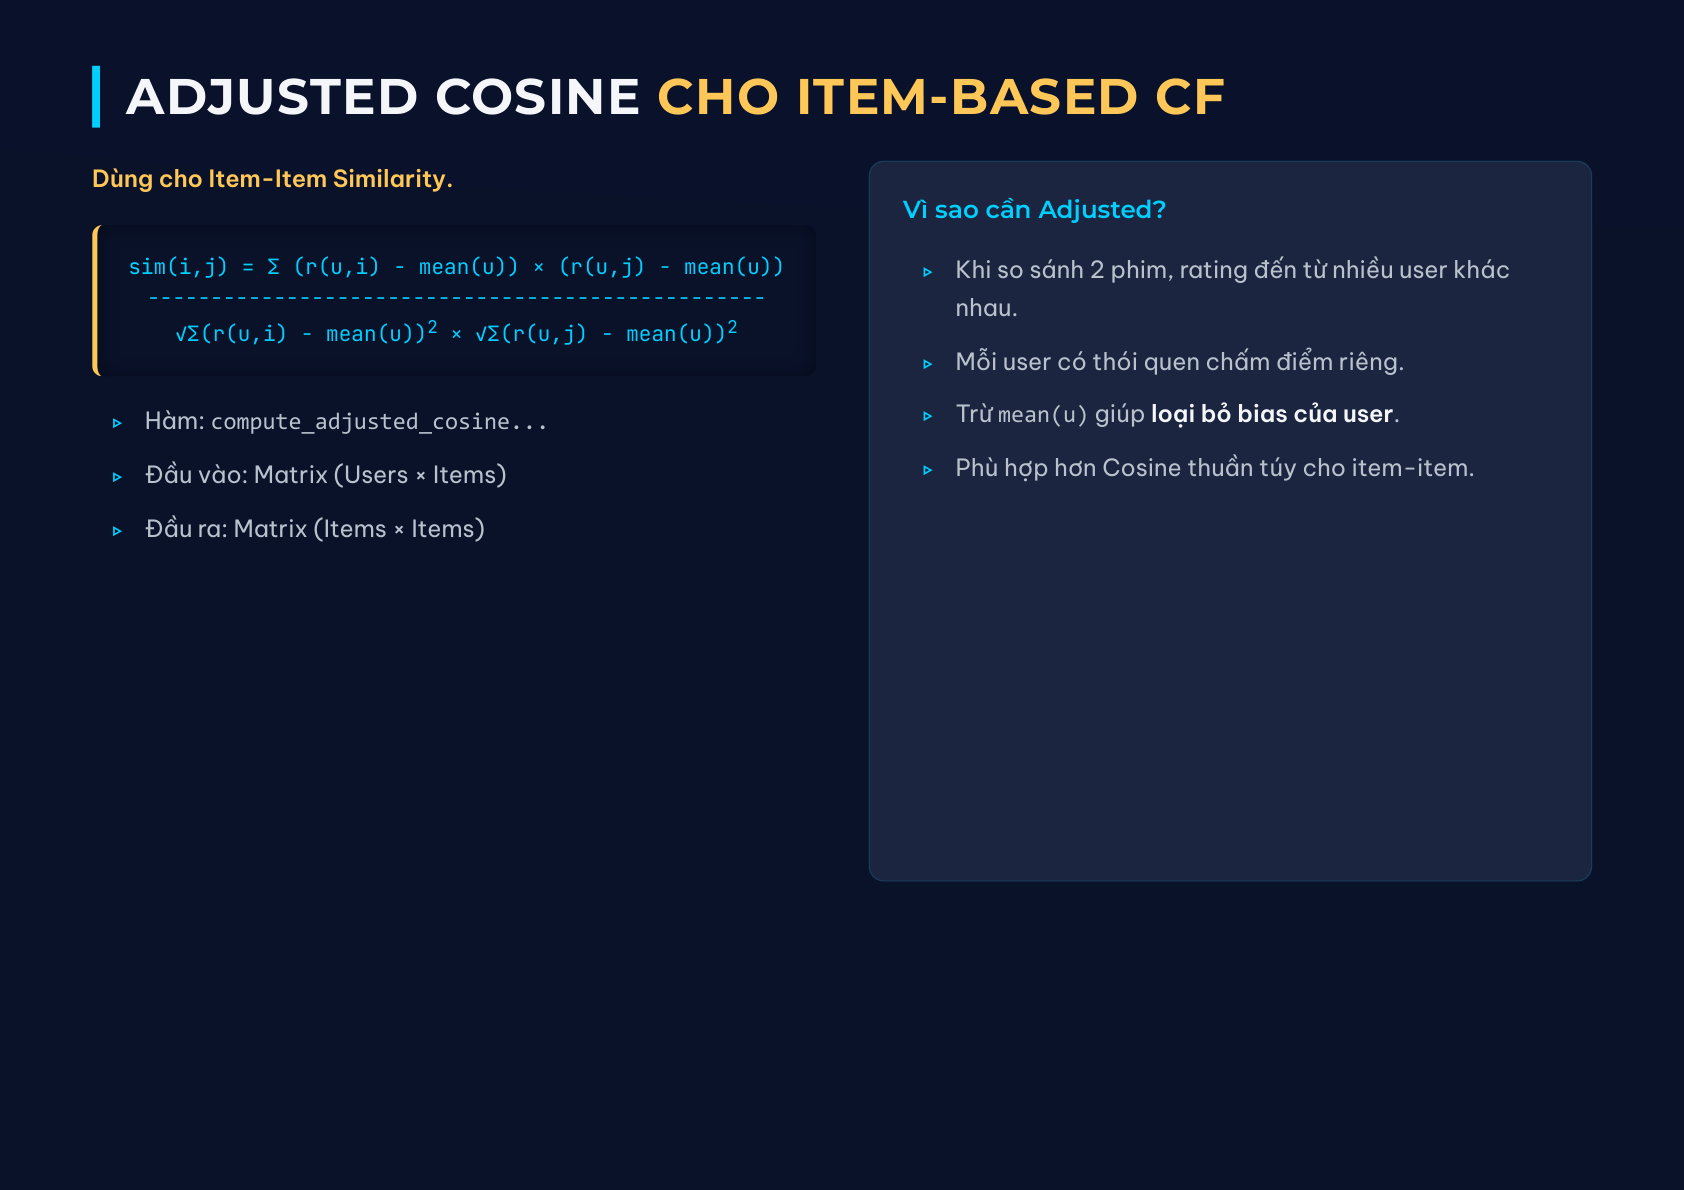 ADJUSTED COSINE CHO ITEM-BASED CF
Dùng cho Item-Item Similarity.
sim(i,j) = Σ (r(u,i) - mean(u)) × (r(u,j) - mean(u))
-------------------------------------------------
√Σ(r(u,i) - mean(u))² × √Σ(r(u,j) - mean(u))²
▹ Hàm: compute_adjusted_cosine...
▹ Đầu vào: Matrix (Users × Items)
▹ Đầu ra: Matrix (Items × Items)
Vì sao cần Adjusted?
▹ Khi so sánh 2 phim, rating đến từ nhiều user khác
nhau.
▹ Mỗi user có thói quen chấm điểm riêng.
▹ Trừ mean(u) giúp loại bỏ bias của user.
▹ Phù hợp hơn Cosine thuần túy cho item-item.